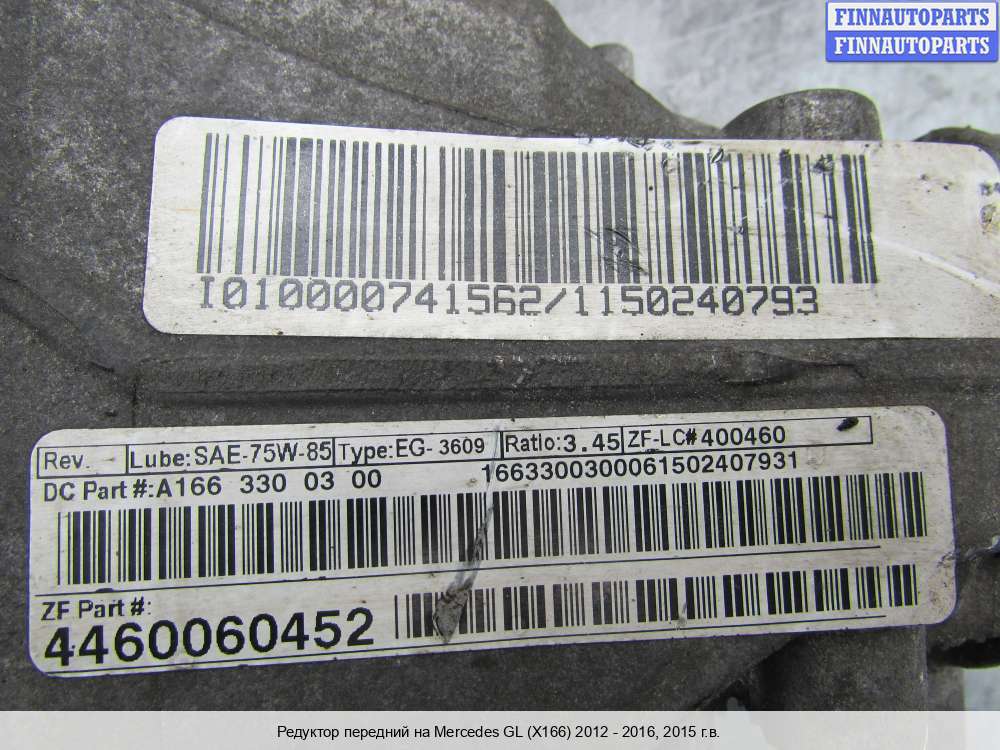 FINNAUTOPARTS
FINNAUTOPARTS
I010000741562/1150240793
Rev. Lube:SAE-75W-85 Type:EG-3609 Ratio:3.45 ZF-LC#400460
DC Part #:A166 330 03 00 1663300300061502407931
ZF Part #:
4460060452
Редуктор передний на Mercedes GL (X166) 2012 - 2016, 2015 г.в.